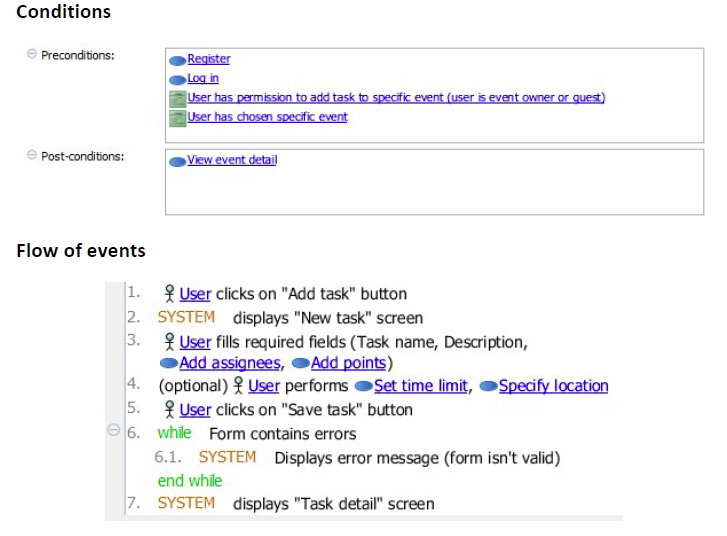 Conditions
Preconditions:
Register
Log in
User has permission to add task to specific event (user is event owner or guest)
User has chosen specific event
Post-conditions:
View event detail
Flow of events
1. User clicks on "Add task" button
2. SYSTEM displays "New task" screen
3. User fills required fields (Task name, Description,
Add assignees, Add points)
4. (optional) User performs Set time limit, Specify location
5. User clicks on "Save task" button
6. while Form contains errors
6.1. SYSTEM Displays error message (form isn't valid)
end while
7. SYSTEM displays "Task detail" screen